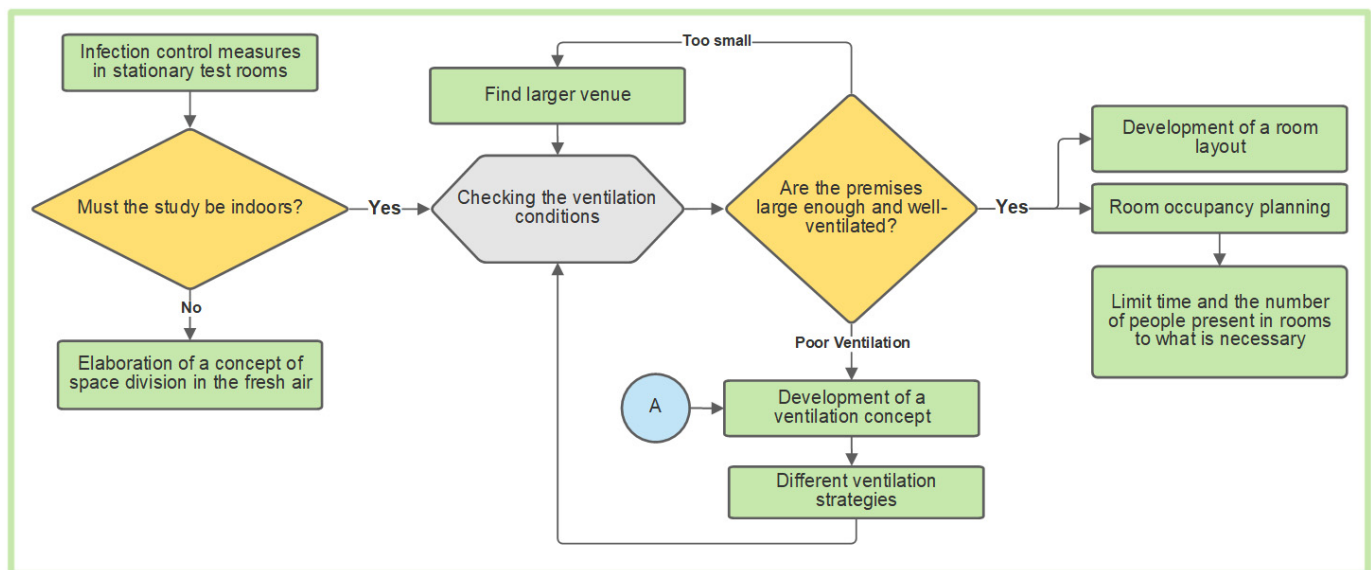 Infection control measures
in stationary test rooms
Must the study be indoors?
Yes
No
Elaboration of a concept of
space division in the fresh air
Too small
Find larger venue
Checking the ventilation
conditions
Are the premises
large enough and well-
ventilated?
Yes
Development of a room
layout
Room occupancy planning
Limit time and the number
of people present in rooms
to what is necessary
Poor Ventilation
A
Development of a
ventilation concept
Different ventilation
strategies